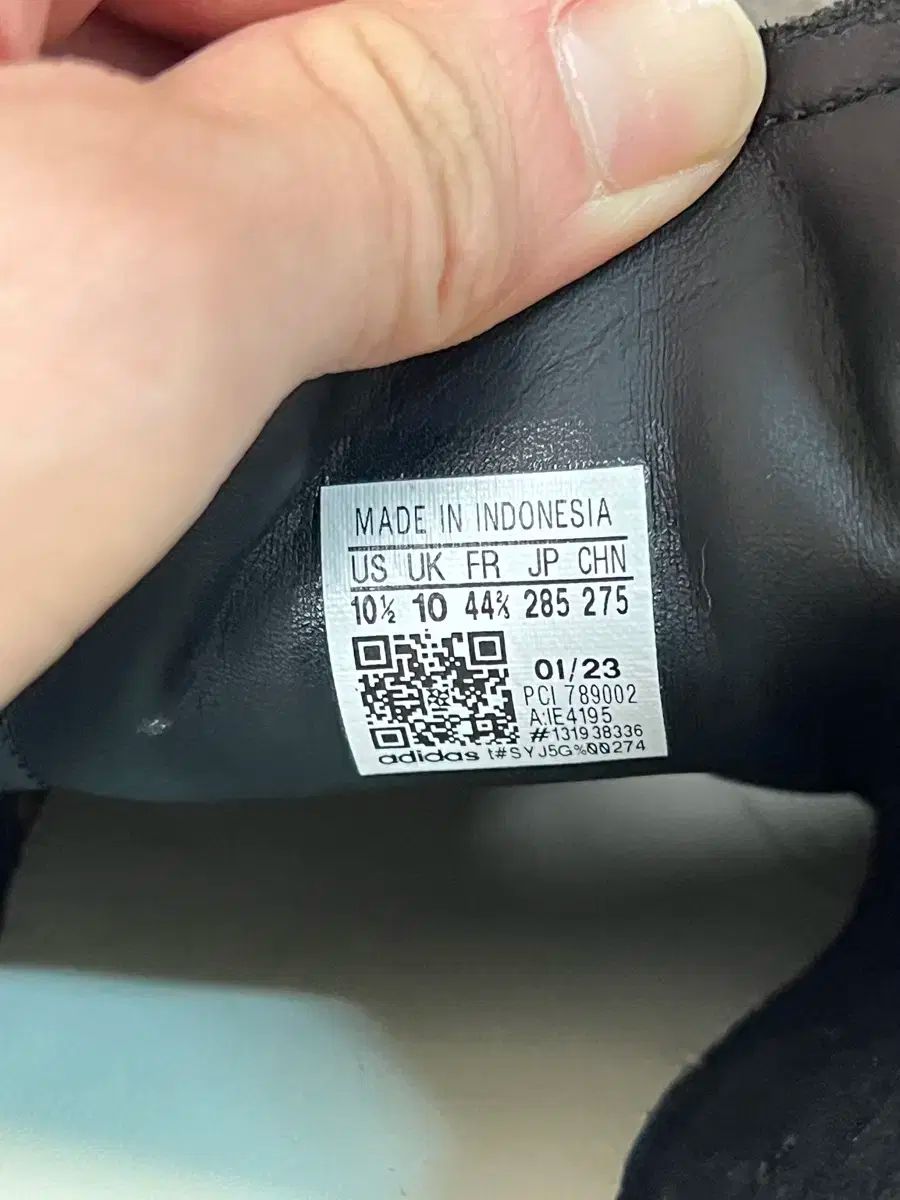 MADE IN INDONESIA
US UK FR JP CHN
10½ 10 44⅔ 285 275
01/23
PCI 789002
A:IE4195
#131938336
adidas t#SYJ5G%00274